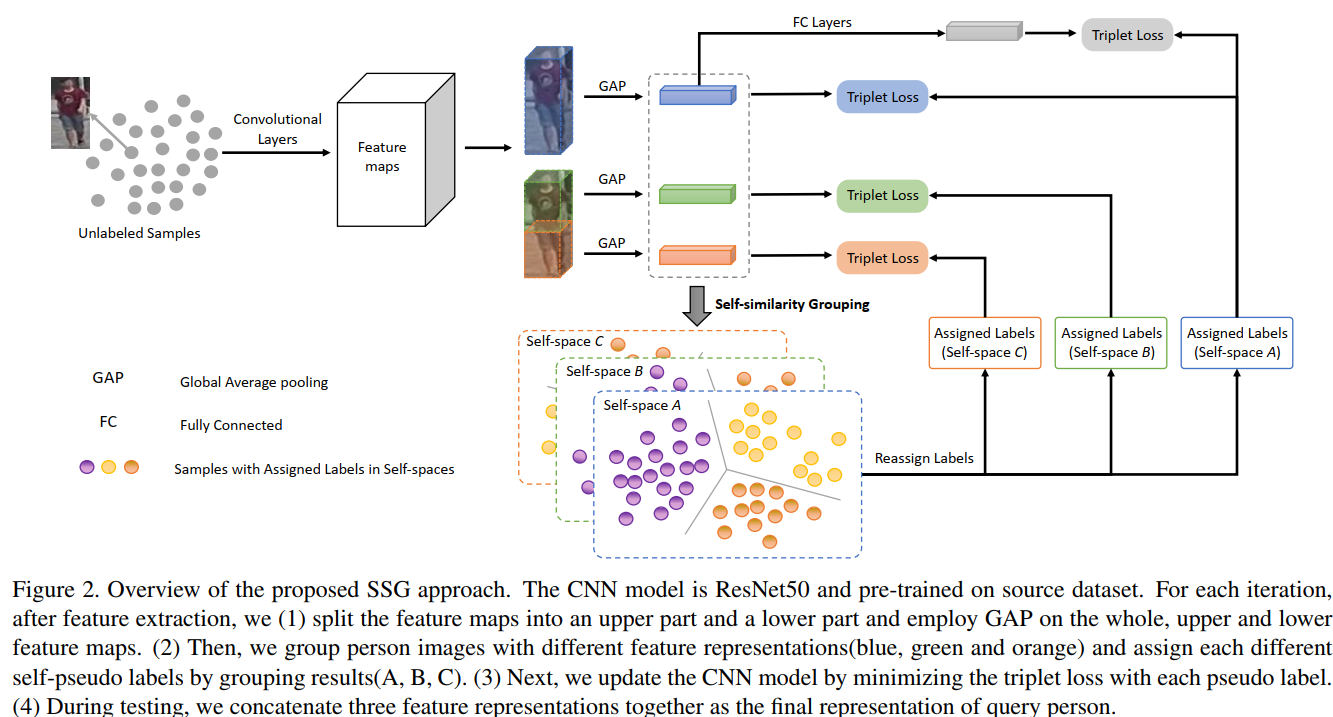 FC Layers
Triplet Loss
GAP
Triplet Loss
Convolutional
Layers
Feature
maps
GAP
Triplet Loss
Unlabeled Samples
GAP
Triplet Loss
Self-similarity Grouping
Assigned Labels
(Self-space C)
Assigned Labels
(Self-space B)
Assigned Labels
(Self-space A)
Self-space C
Self-space B
Self-space A
Reassign Labels
GAP
Global Average pooling
FC
Fully Connected
Samples with Assigned Labels in Self-spaces
Figure 2. Overview of the proposed SSG approach. The CNN model is ResNet50 and pre-trained on source dataset. For each iteration,
after feature extraction, we (1) split the feature maps into an upper part and a lower part and employ GAP on the whole, upper and lower
feature maps. (2) Then, we group person images with different feature representations(blue, green and orange) and assign each different
self-pseudo labels by grouping results(A, B, C). (3) Next, we update the CNN model by minimizing the triplet loss with each pseudo label.
(4) During testing, we concatenate three feature representations together as the final representation of query person.